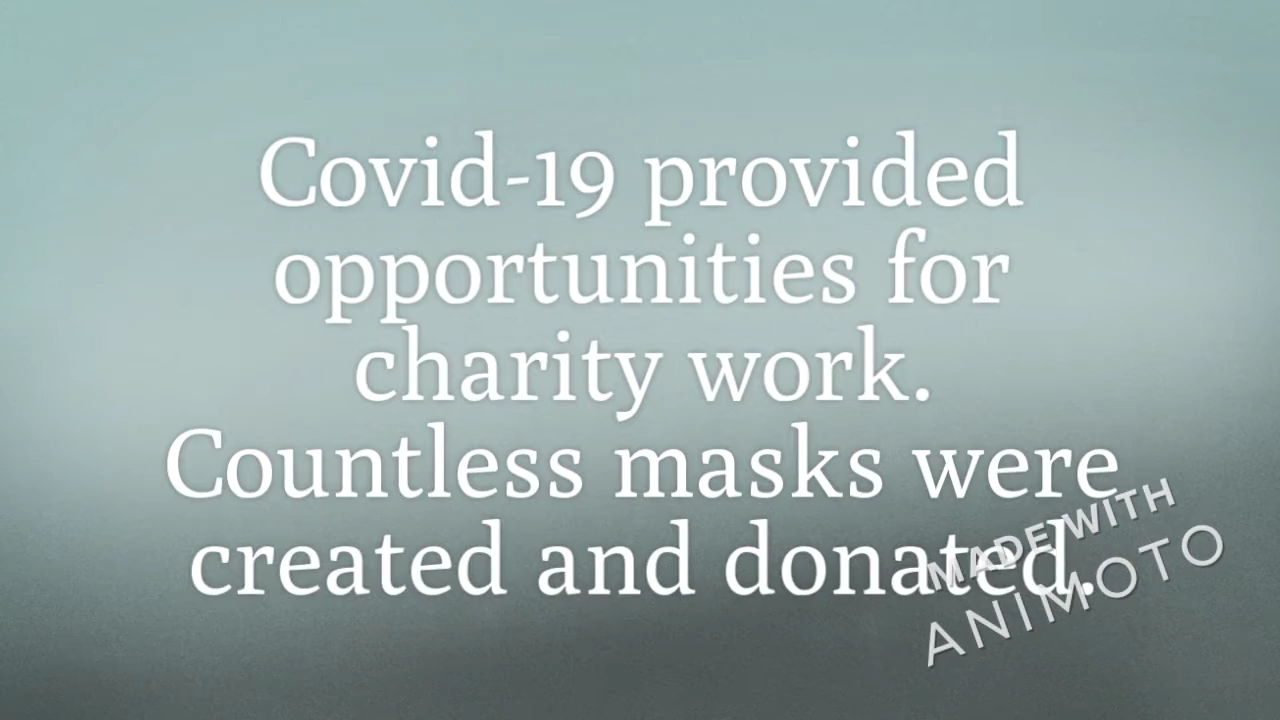 Covid-19 provided
opportunities for
charity work.
Countless masks were
created and donated.
MADE WITH
ANIMOTO